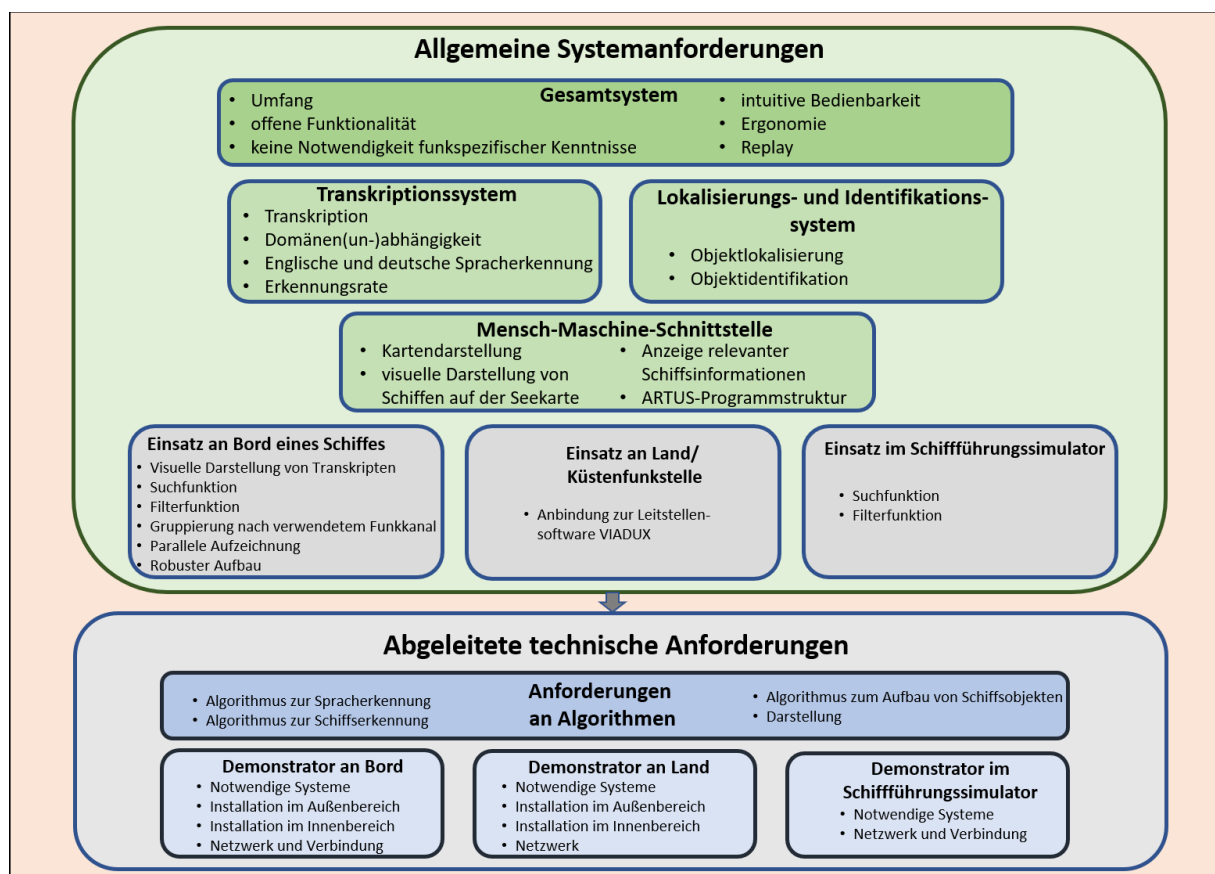 Allgemeine Systemanforderungen
Gesamtsystem
• Umfang
• offene Funktionalität
• keine Notwendigkeit funkspezifischer Kenntnisse
• intuitive Bedienbarkeit
• Ergonomie
• Replay
Transkriptionssystem
• Transkription
• Domänen(un-)abhängigkeit
• Englische und deutsche Spracherkennung
• Erkennungsrate
Lokalisierungs- und Identifikations-
system
• Objektlokalisierung
• Objektidentifikation
Mensch-Maschine-Schnittstelle
• Kartendarstellung
• visuelle Darstellung von
Schiffen auf der Seekarte
• Anzeige relevanter
Schiffsinformationen
• ARTUS-Programmstruktur
Einsatz an Bord eines Schiffes
• Visuelle Darstellung von Transkripten
• Suchfunktion
• Filterfunktion
• Gruppierung nach verwendetem Funkkanal
• Parallele Aufzeichnung
• Robuster Aufbau
Einsatz an Land/
Küstenfunkstelle
• Anbindung zur Leitstellen-
software VIADUX
Einsatz im Schiffführungssimulator
• Suchfunktion
• Filterfunktion
Abgeleitete technische Anforderungen
Anforderungen
an Algorithmen
• Algorithmus zur Spracherkennung
• Algorithmus zur Schiffserkennung
• Algorithmus zum Aufbau von Schiffsobjekten
• Darstellung
Demonstrator an Bord
• Notwendige Systeme
• Installation im Außenbereich
• Installation im Innenbereich
• Netzwerk und Verbindung
Demonstrator an Land
• Notwendige Systeme
• Installation im Außenbereich
• Installation im Innenbereich
• Netzwerk
Demonstrator im
Schiffführungssimulator
• Notwendige Systeme
• Netzwerk und Verbindung